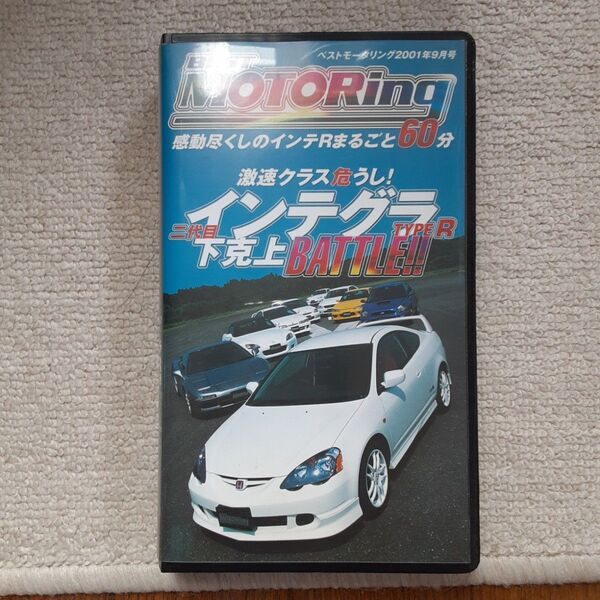 ベストモータリング2001年9月号
BEST
MOTORing
感動尽くしのインテRまるごと60分
激速クラス危うし!
インテグラ
二代目 TYPE R
下克上BATTLE!!